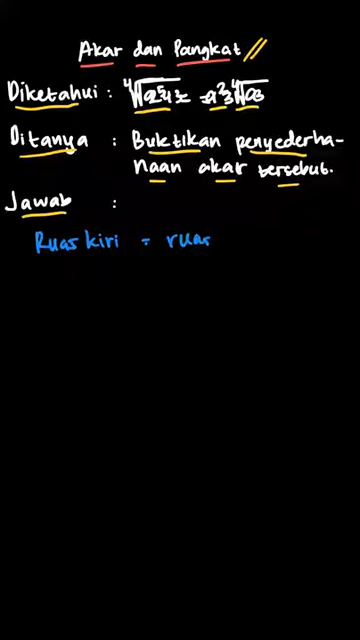 Akar dan Pangkat //
Diketahui :
Ditanya : Buktikan penyederha-
naan akar tersebut.
Jawab :
Ruas kiri = ruas